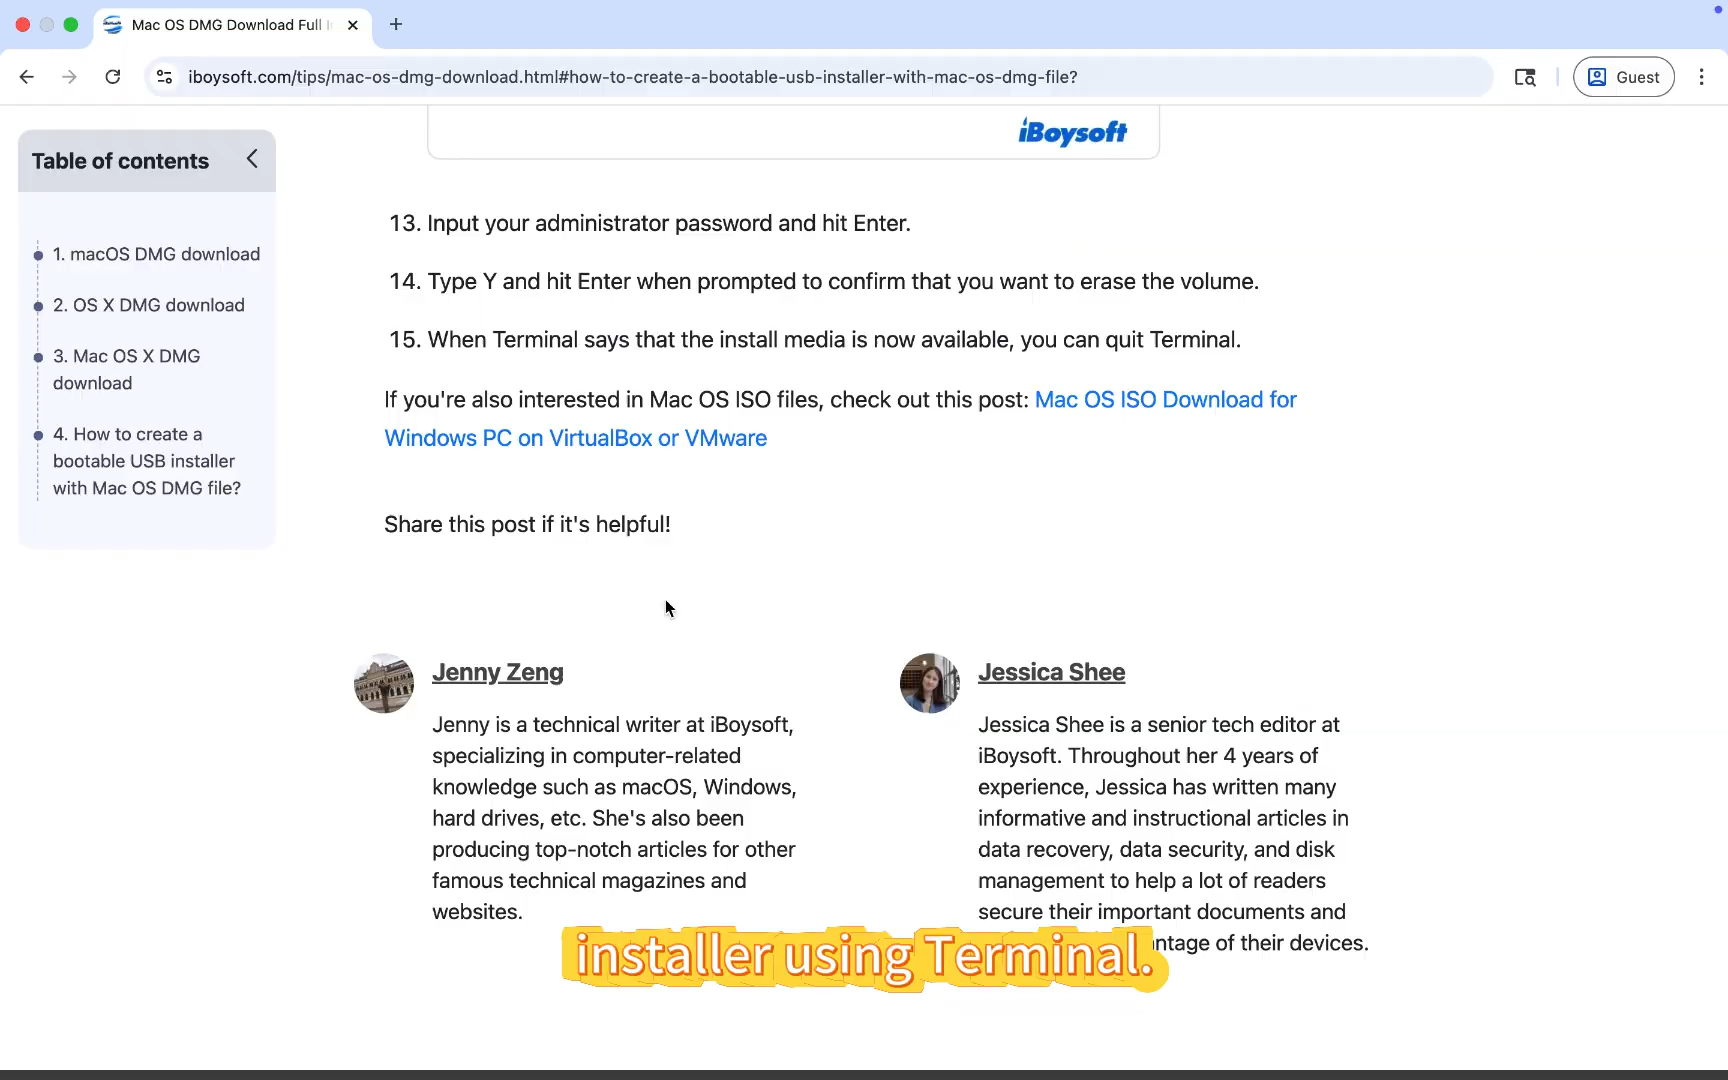 Mac OS DMG Download Full I
iboysoft.com/tips/mac-os-dmg-download.html#how-to-create-a-bootable-usb-installer-with-mac-os-dmg-file?
Guest
Table of contents
1. macOS DMG download
2. OS X DMG download
3. Mac OS X DMG
download
4. How to create a
bootable USB installer
with Mac OS DMG file?
iBoysoft
13. Input your administrator password and hit Enter.
14. Type Y and hit Enter when prompted to confirm that you want to erase the volume.
15. When Terminal says that the install media is now available, you can quit Terminal.
If you're also interested in Mac OS ISO files, check out this post: Mac OS ISO Download for
Windows PC on VirtualBox or VMware
Share this post if it's helpful!
Jenny Zeng
Jenny is a technical writer at iBoysoft,
specializing in computer-related
knowledge such as macOS, Windows,
hard drives, etc. She's also been
producing top-notch articles for other
famous technical magazines and
websites.
Jessica Shee
Jessica Shee is a senior tech editor at
iBoysoft. Throughout her 4 years of
experience, Jessica has written many
informative and instructional articles in
data recovery, data security, and disk
management to help a lot of readers
secure their important documents and
ntage of their devices.
installer using Terminal.